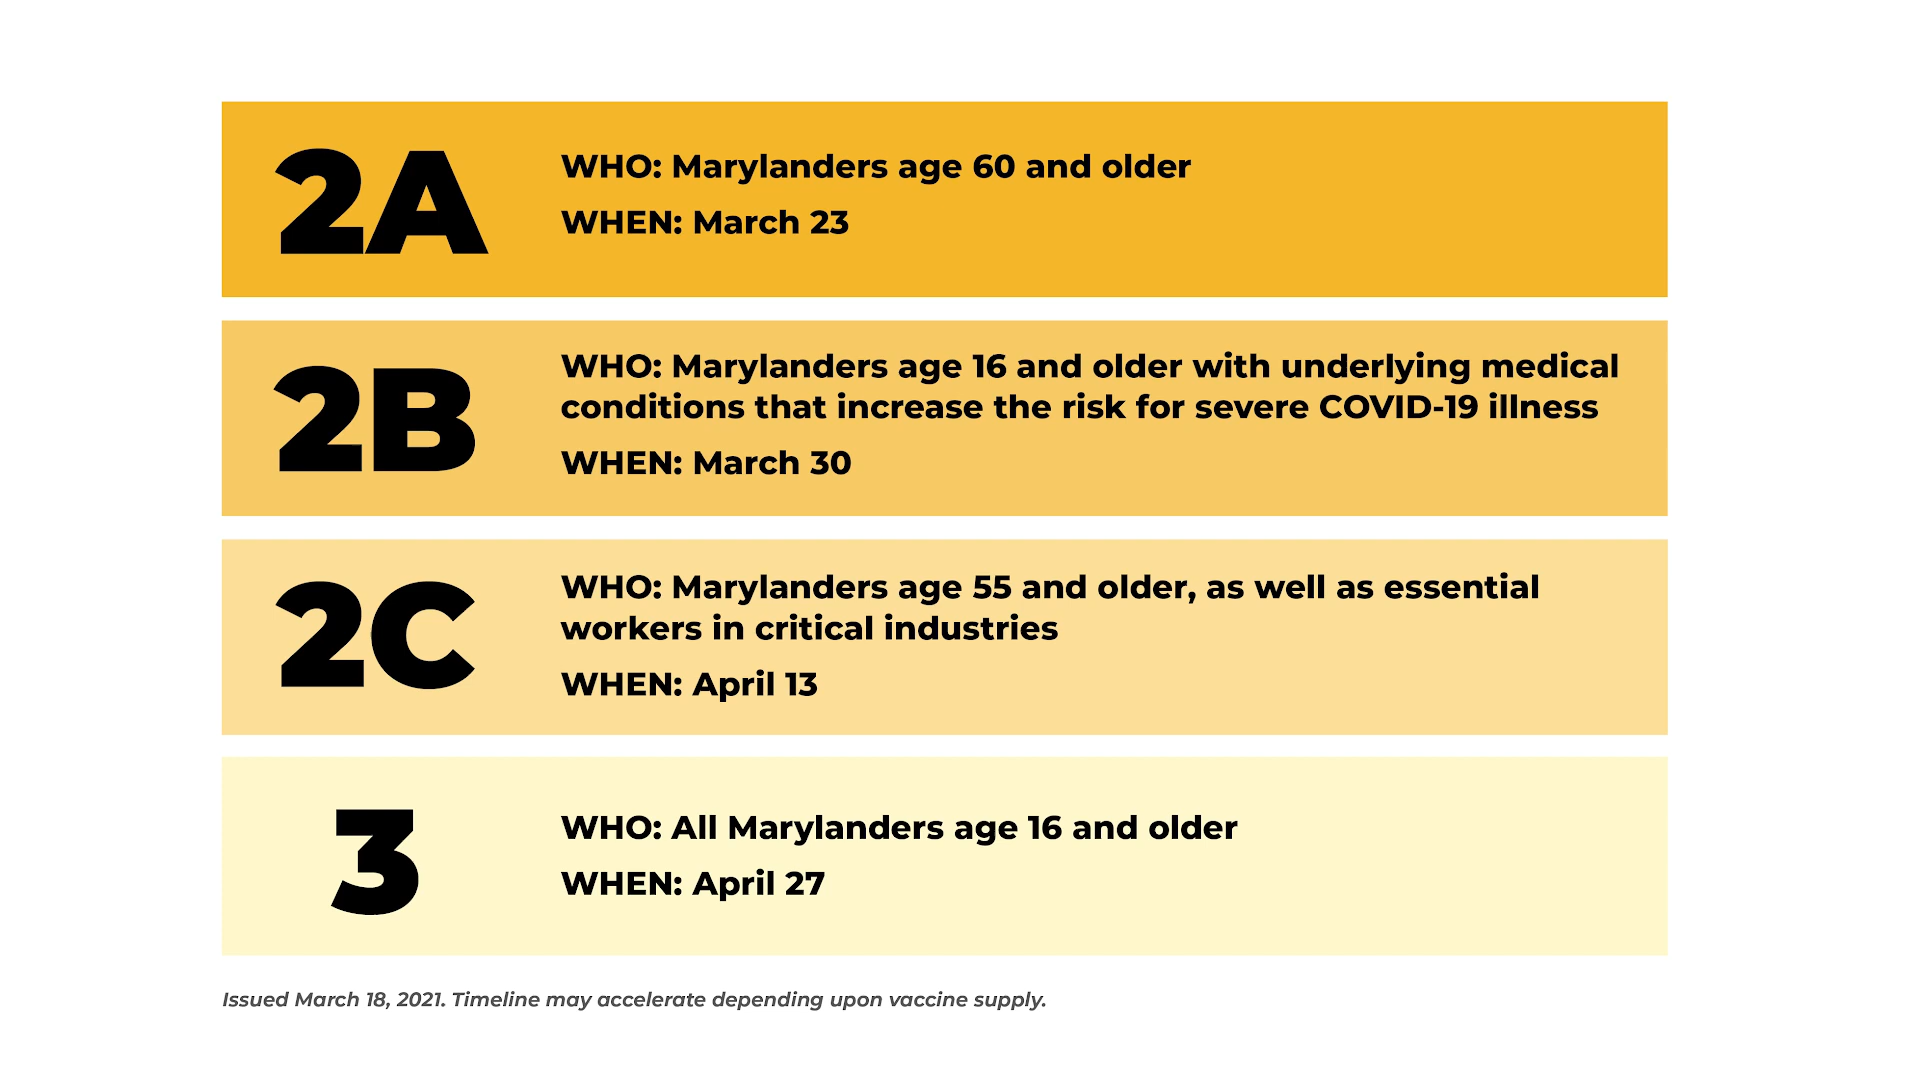 2A
WHO: Marylanders age 60 and older
WHEN: March 23
2B
WHO: Marylanders age 16 and older with underlying medical
conditions that increase the risk for severe COVID-19 illness
WHEN: March 30
2C
WHO: Marylanders age 55 and older, as well as essential
workers in critical industries
WHEN: April 13
3
WHO: All Marylanders age 16 and older
WHEN: April 27
Issued March 18, 2021. Timeline may accelerate depending upon vaccine supply.